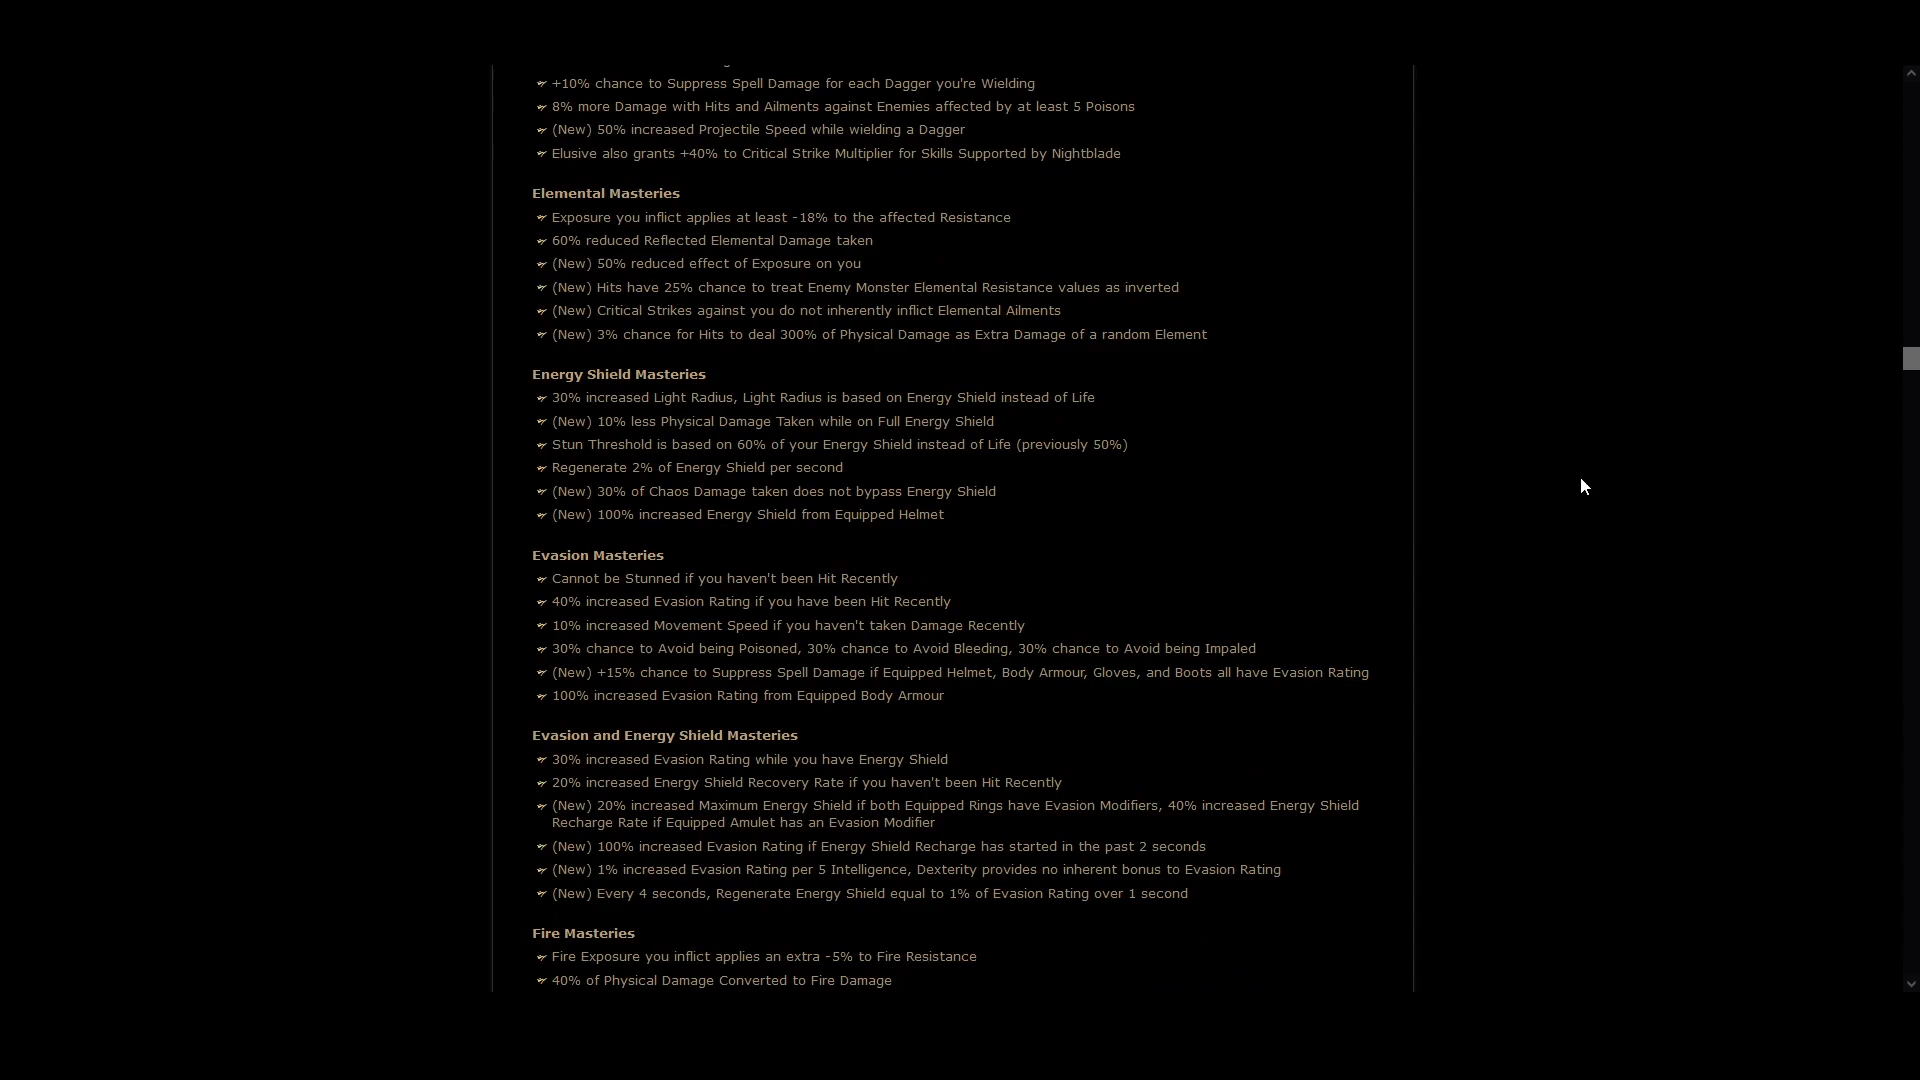 +10% chance to Suppress Spell Damage for each Dagger you're Wielding
8% more Damage with Hits and Ailments against Enemies affected by at least 5 Poisons
(New) 50% increased Projectile Speed while wielding a Dagger
Elusive also grants +40% to Critical Strike Multiplier for Skills Supported by Nightblade
Elemental Masteries
Exposure you inflict applies at least -18% to the affected Resistance
60% reduced Reflected Elemental Damage taken
(New) 50% reduced effect of Exposure on you
(New) Hits have 25% chance to treat Enemy Monster Elemental Resistance values as inverted
(New) Critical Strikes against you do not inherently inflict Elemental Ailments
(New) 3% chance for Hits to deal 300% of Physical Damage as Extra Damage of a random Element
Energy Shield Masteries
30% increased Light Radius, Light Radius is based on Energy Shield instead of Life
(New) 10% less Physical Damage Taken while on Full Energy Shield
Stun Threshold is based on 60% of your Energy Shield instead of Life (previously 50%)
Regenerate 2% of Energy Shield per second
(New) 30% of Chaos Damage taken does not bypass Energy Shield
(New) 100% increased Energy Shield from Equipped Helmet
Evasion Masteries
Cannot be Stunned if you haven't been Hit Recently
40% increased Evasion Rating if you have been Hit Recently
10% increased Movement Speed if you haven't taken Damage Recently
30% chance to Avoid being Poisoned, 30% chance to Avoid Bleeding, 30% chance to Avoid being Impaled
(New) +15% chance to Suppress Spell Damage if Equipped Helmet, Body Armour, Gloves, and Boots all have Evasion Rating
100% increased Evasion Rating from Equipped Body Armour
Evasion and Energy Shield Masteries
30% increased Evasion Rating while you have Energy Shield
20% increased Energy Shield Recovery Rate if you haven't been Hit Recently
(New) 20% increased Maximum Energy Shield if both Equipped Rings have Evasion Modifiers, 40% increased Energy Shield
Recharge Rate if Equipped Amulet has an Evasion Modifier
(New) 100% increased Evasion Rating if Energy Shield Recharge has started in the past 2 seconds
(New) 1% increased Evasion Rating per 5 Intelligence, Dexterity provides no inherent bonus to Evasion Rating
(New) Every 4 seconds, Regenerate Energy Shield equal to 1% of Evasion Rating over 1 second
Fire Masteries
Fire Exposure you inflict applies an extra -5% to Fire Resistance
40% of Physical Damage Converted to Fire Damage